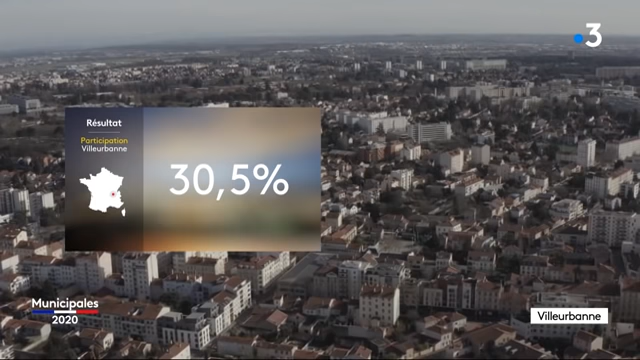 3
Résultat
Participation
Villeurbanne
30,5%
Municipales
2020
Villeurbanne